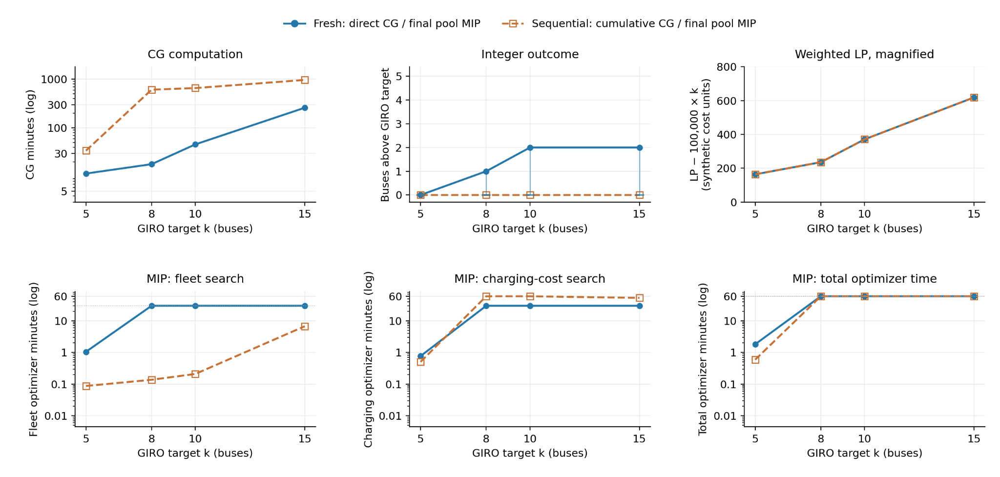 Fresh: direct CG / final pool MIP
Sequential: cumulative CG / final pool MIP
CG computation
CG minutes (log)
1000
300
100
30
5
5
8
10
15
GIRO target k (buses)
Integer outcome
Buses above GIRO target
5
4
3
2
1
0
5
8
10
15
GIRO target k (buses)
Weighted LP, magnified
LP − 100,000 × k
(synthetic cost units)
800
600
400
200
0
5
8
10
15
GIRO target k (buses)
MIP: fleet search
Fleet optimizer minutes (log)
60
10
1
0.1
0.01
5
8
10
15
GIRO target k (buses)
MIP: charging-cost search
Charging optimizer minutes (log)
60
10
1
0.1
0.01
5
8
10
15
GIRO target k (buses)
MIP: total optimizer time
Total optimizer minutes (log)
60
10
1
0.1
0.01
5
8
10
15
GIRO target k (buses)